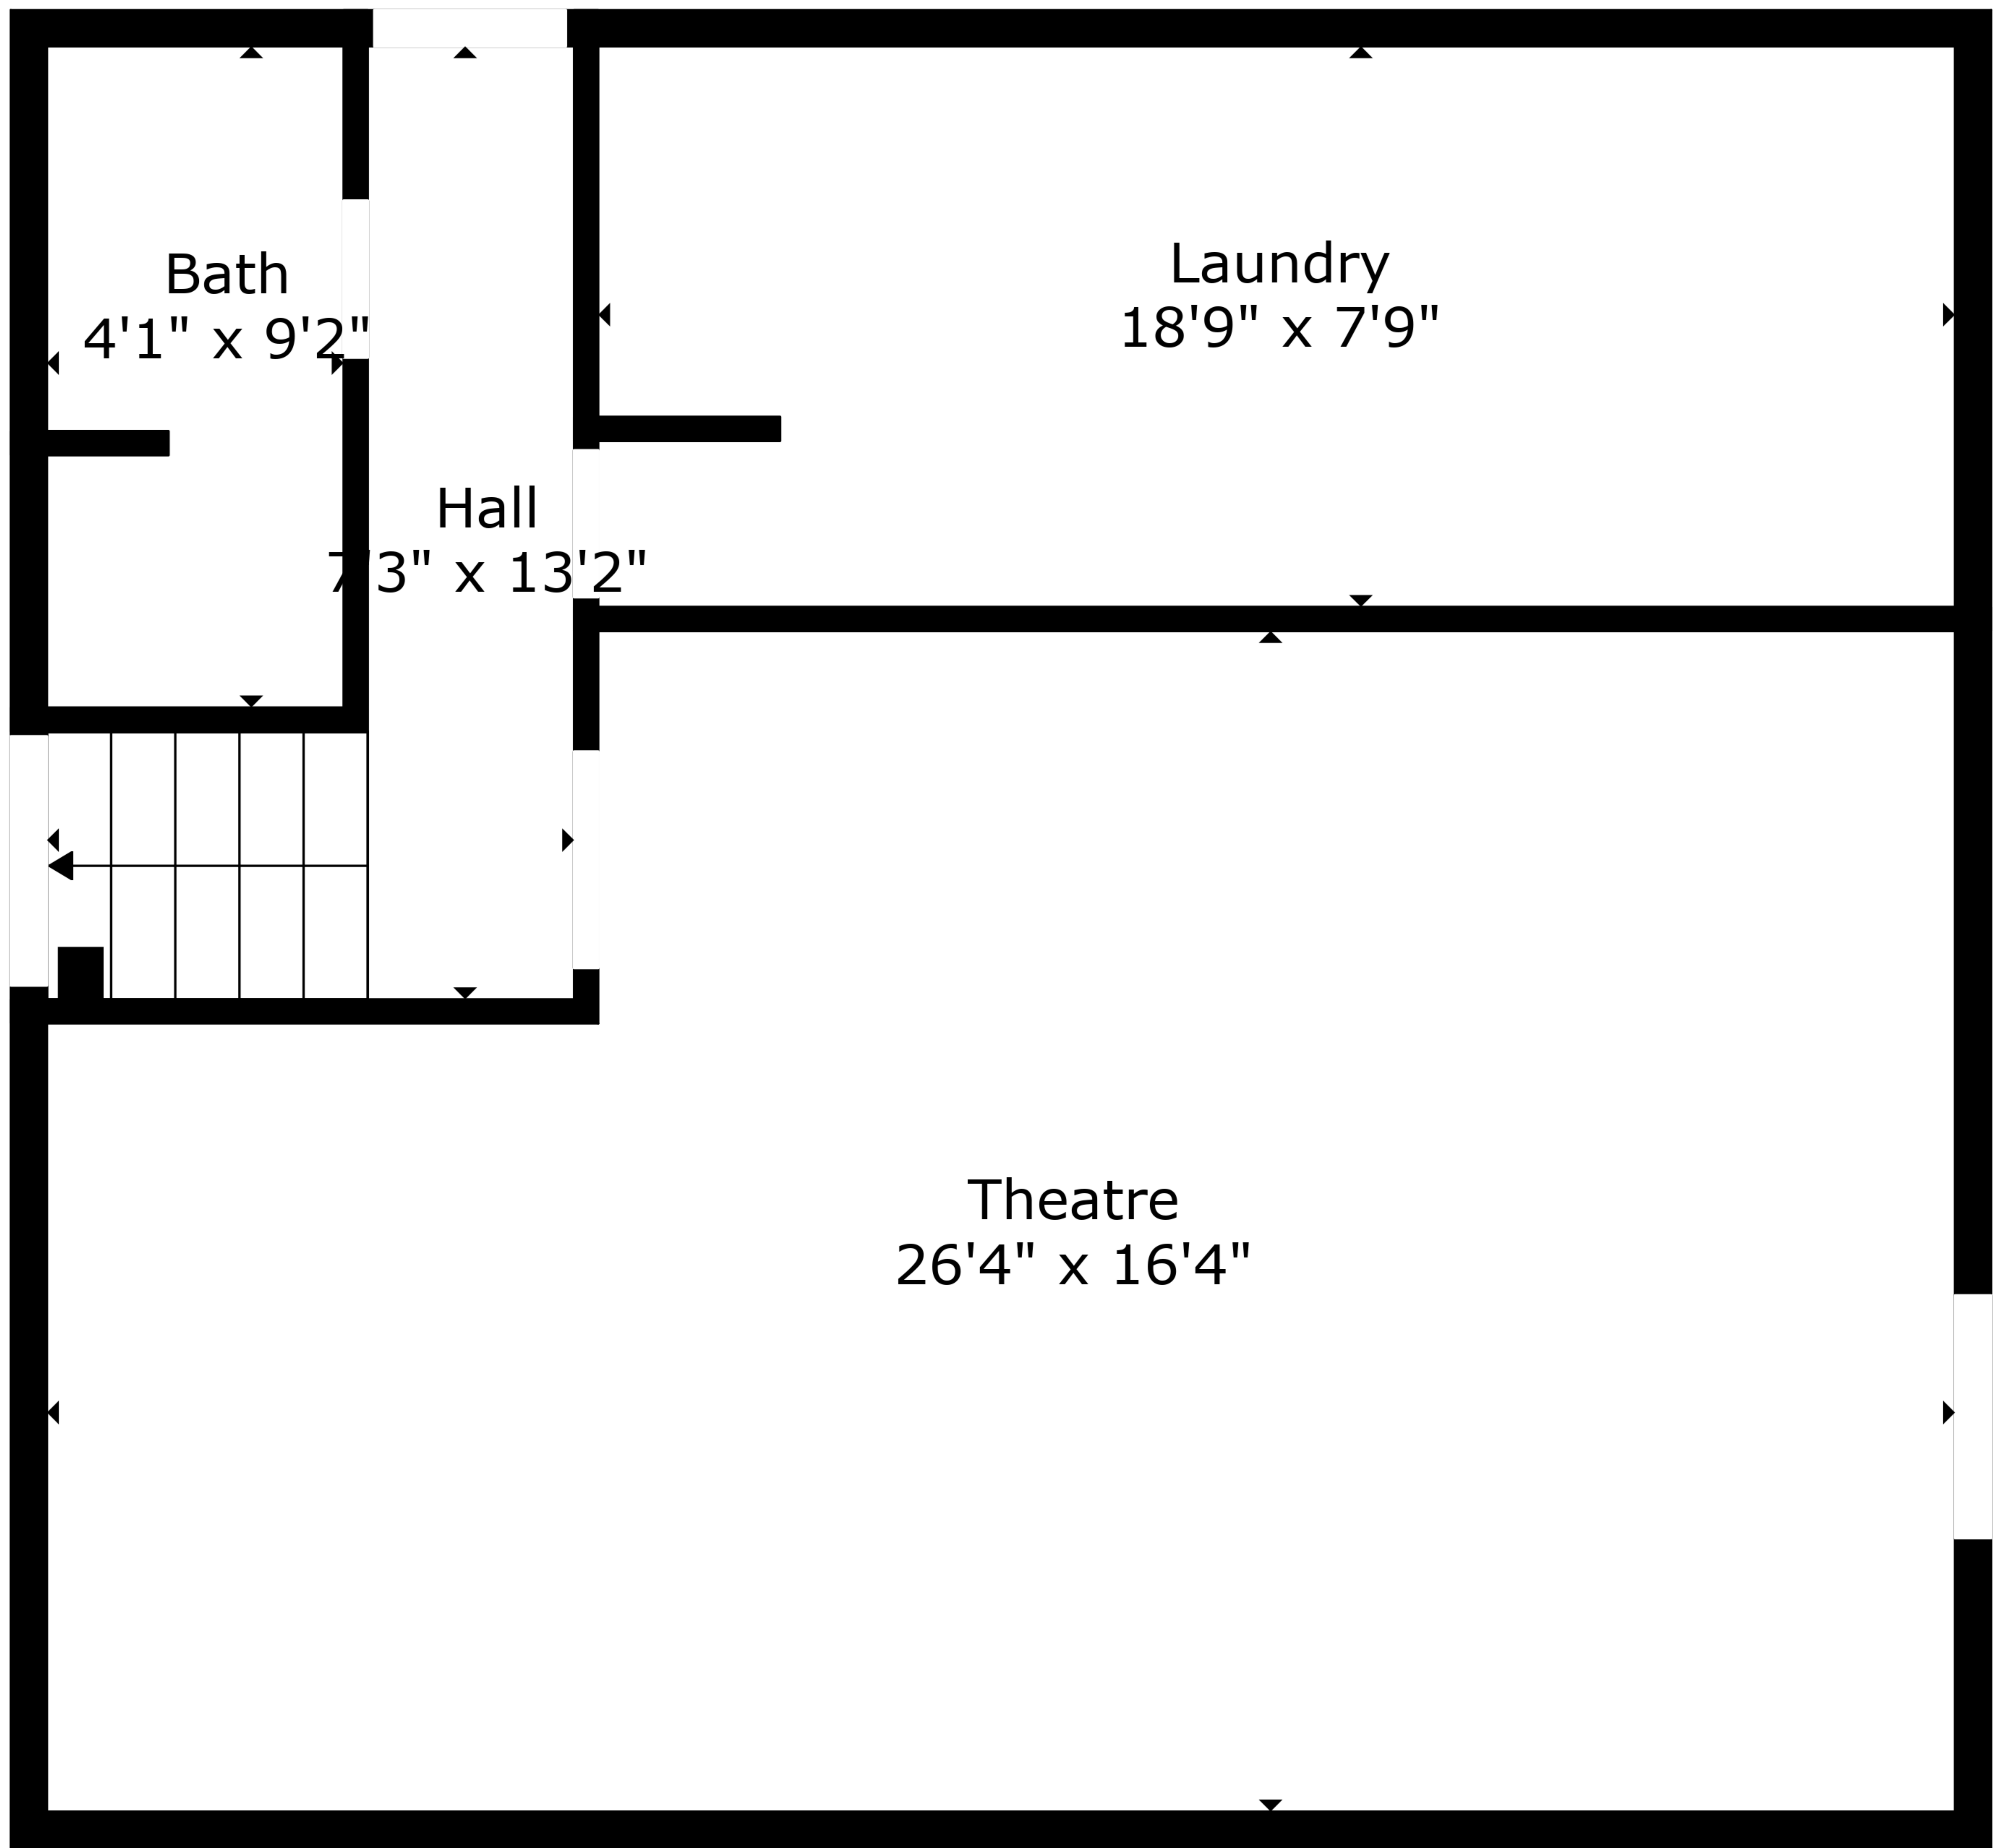 Bath
4'1" x 9'2"
Laundry
18'9" x 7'9"
Hall
7'3" x 13'2"
Theatre
26'4" x 16'4"